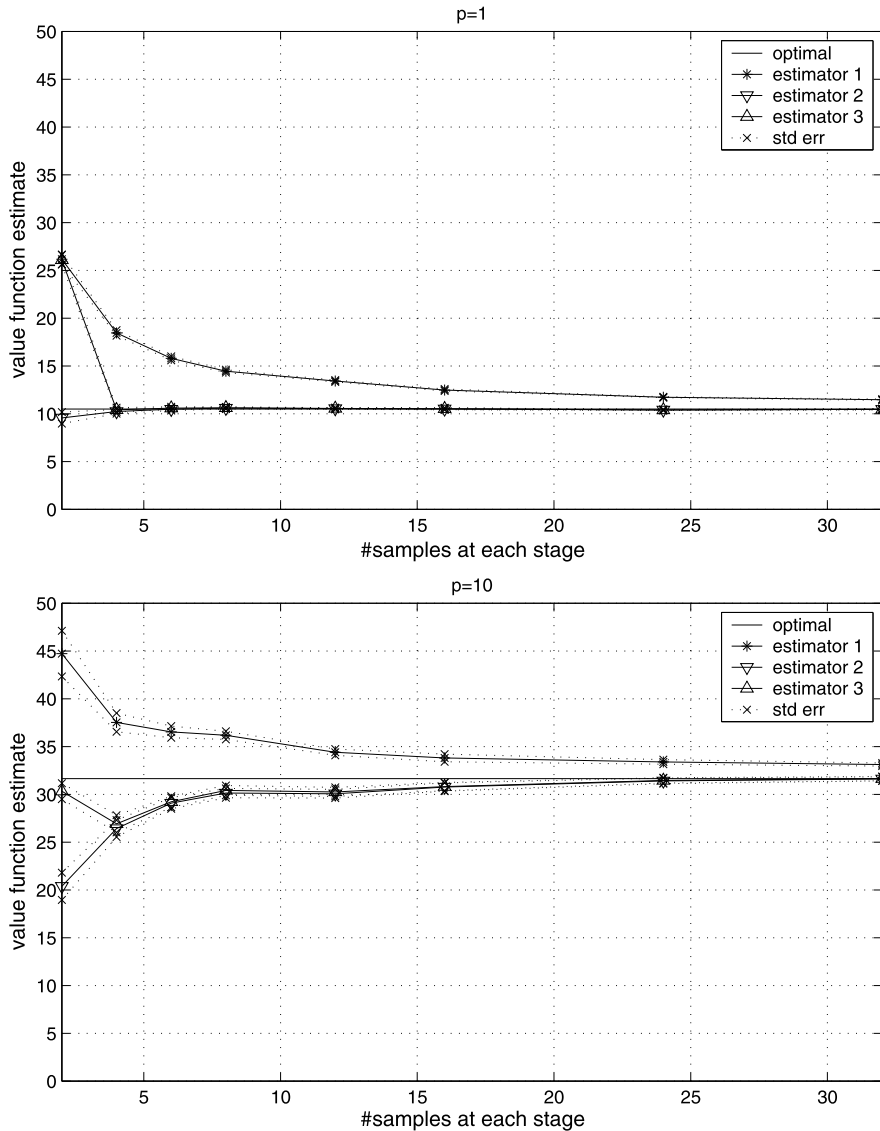 p=1
50
45
40
35
30
25
20
15
10
5
0
value function estimate
optimal
estimator 1
estimator 2
estimator 3
std err
5
10
15
20
25
30
#samples at each stage
p=10
50
45
40
35
30
25
20
15
10
5
0
value function estimate
optimal
estimator 1
estimator 2
estimator 3
std err
5
10
15
20
25
30
#samples at each stage